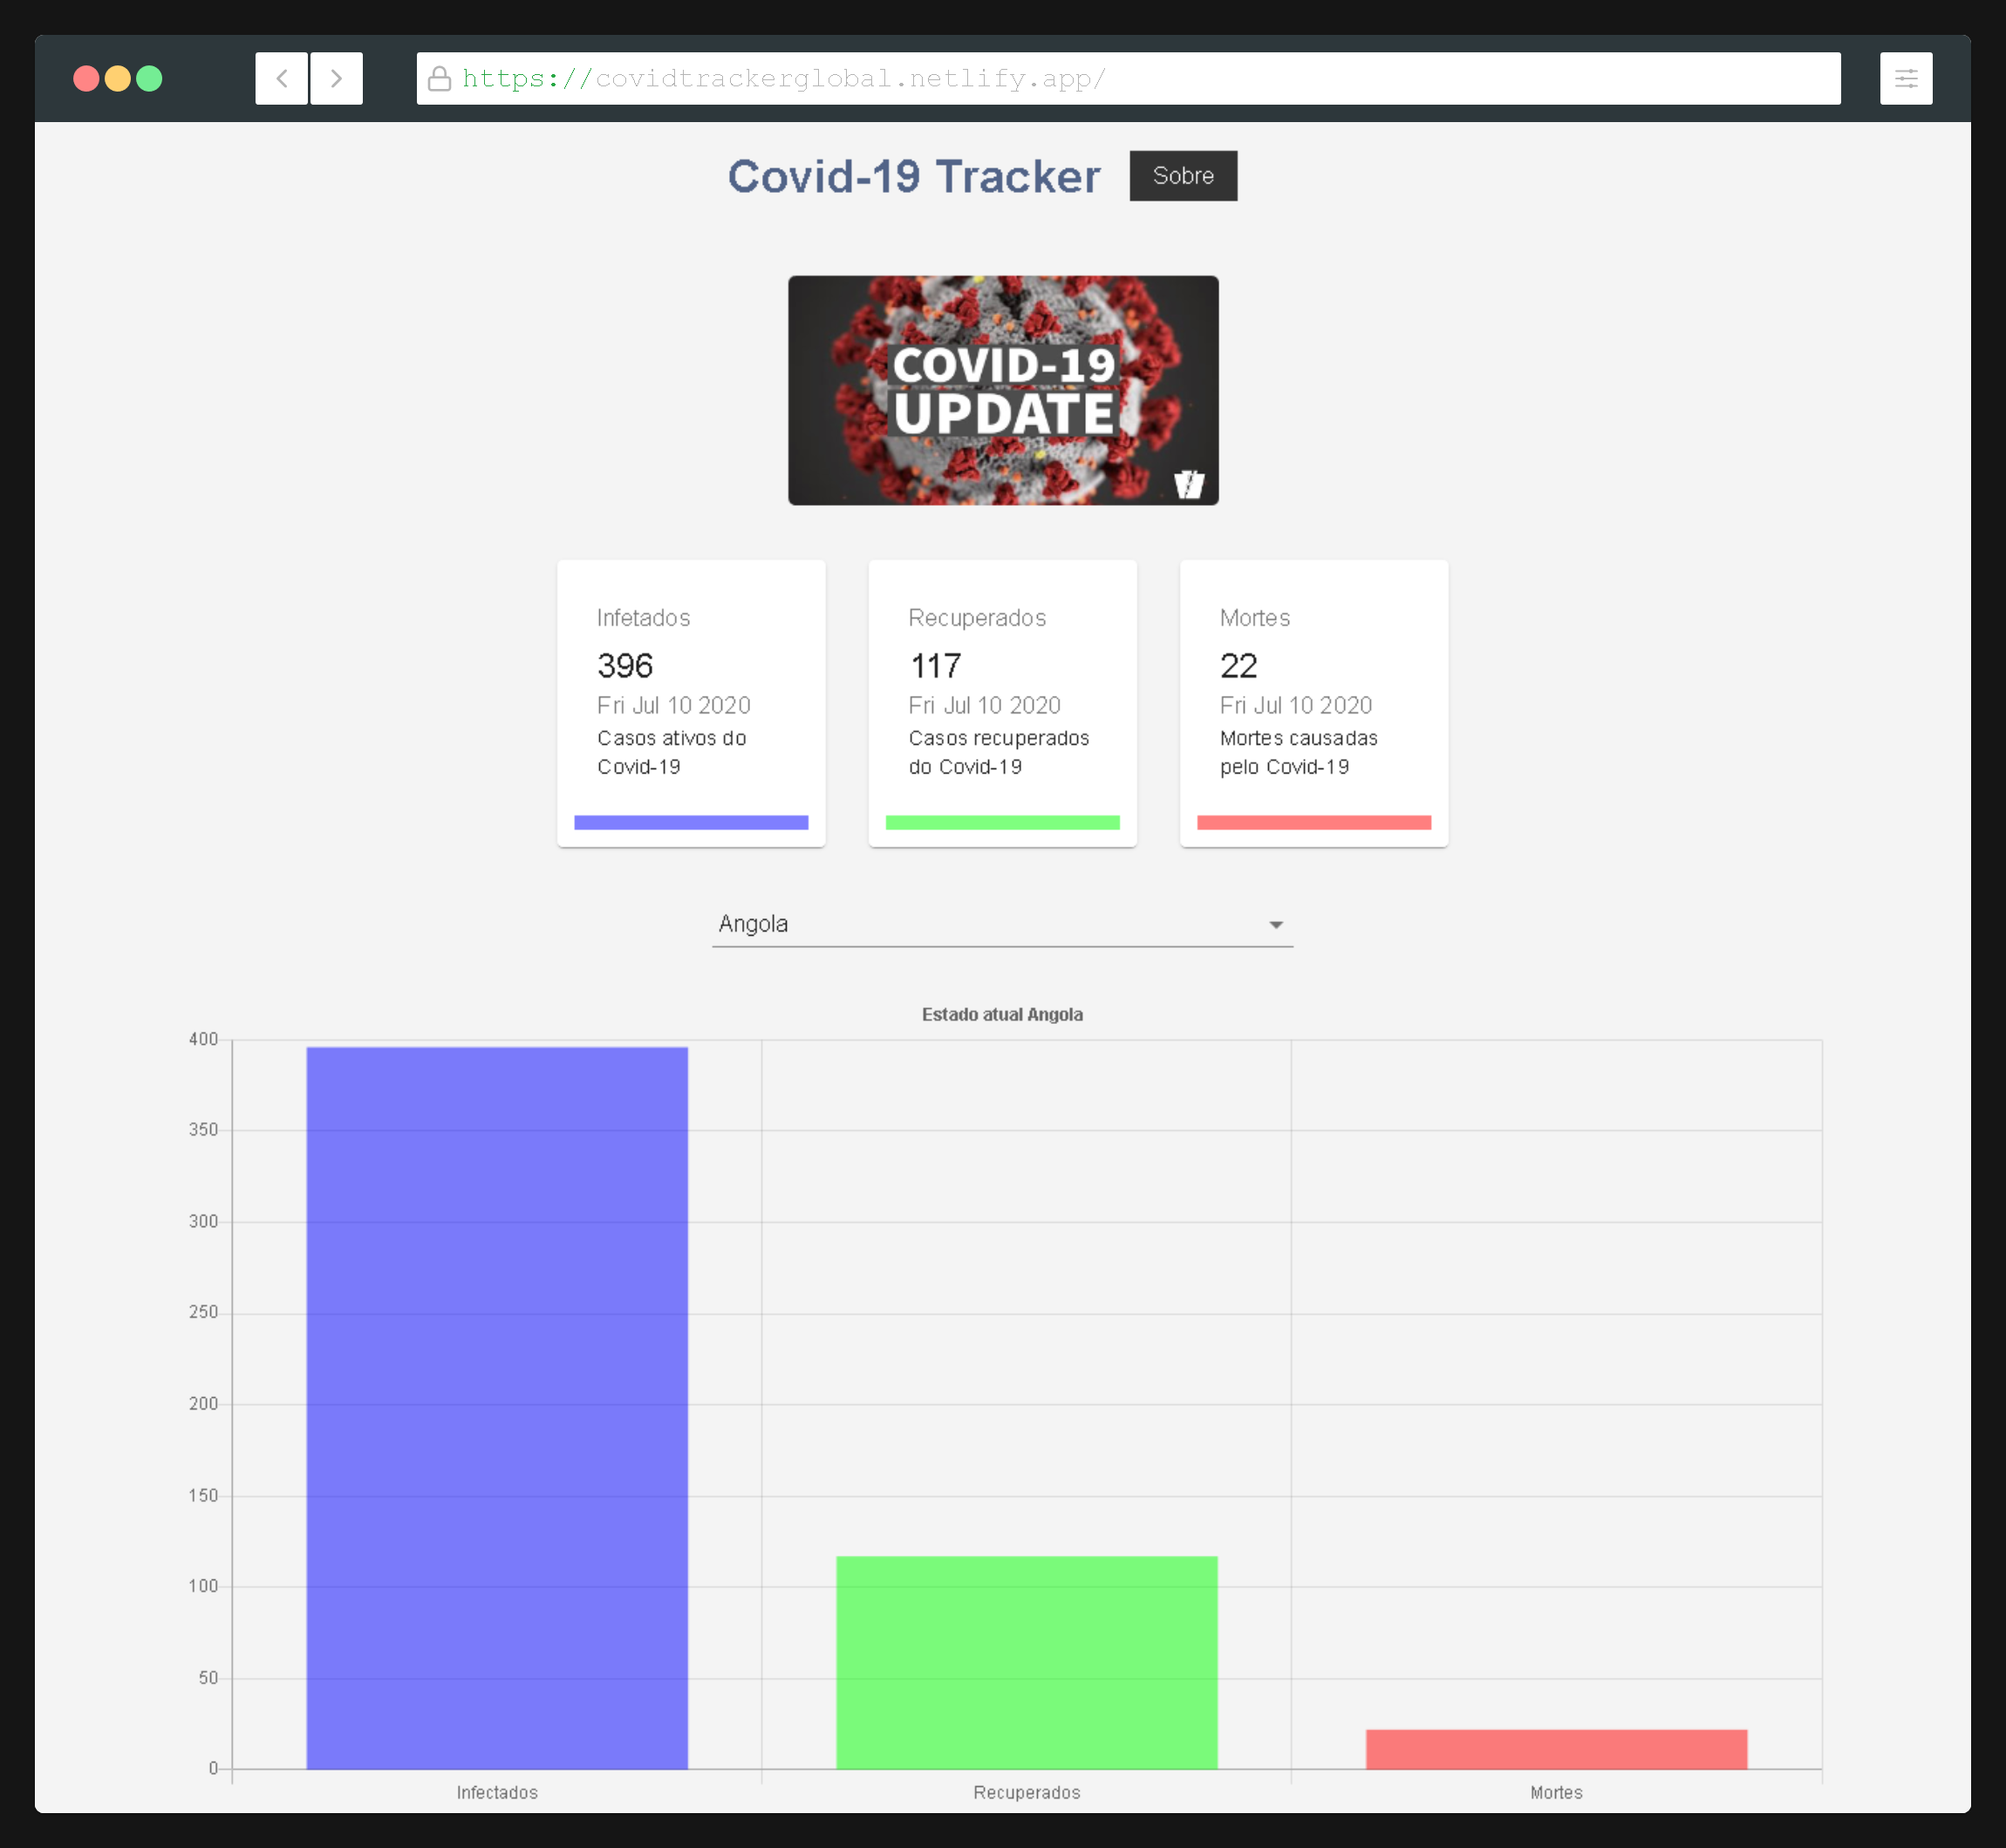 https://covidtrackerglobal.netlify.app/
Covid-19 Tracker
Sobre
COVID-19
UPDATE
Infetados
396
Fri Jul 10 2020
Casos ativos do
Covid-19
Recuperados
117
Fri Jul 10 2020
Casos recuperados
do Covid-19
Mortes
22
Fri Jul 10 2020
Mortes causadas
pelo Covid-19
Angola
Estado atual Angola
400
350
300
250
200
150
100
50
0
Infectados
Recuperados
Mortes